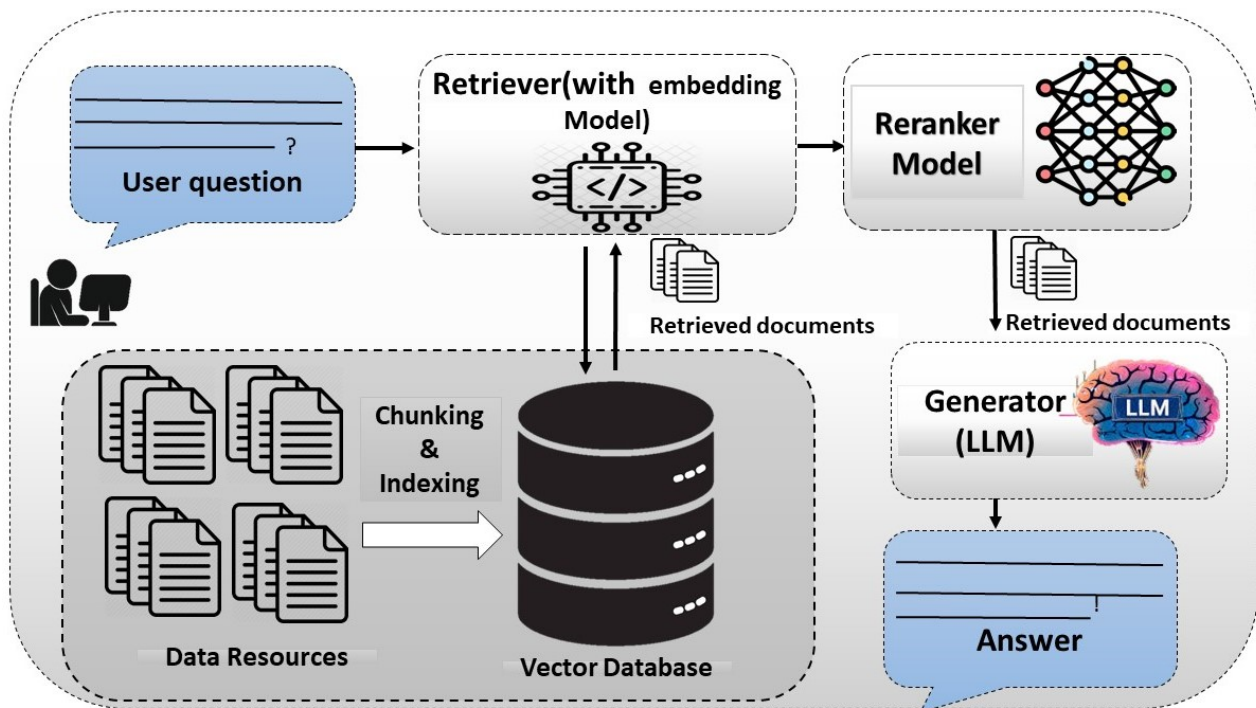 ?
User question
Retriever(with embedding
Model)
</>
Reranker
Model
Retrieved documents
Retrieved documents
Chunking
&
Indexing
Generator
(LLM)
LLM
!
Answer
Data Resources
Vector Database